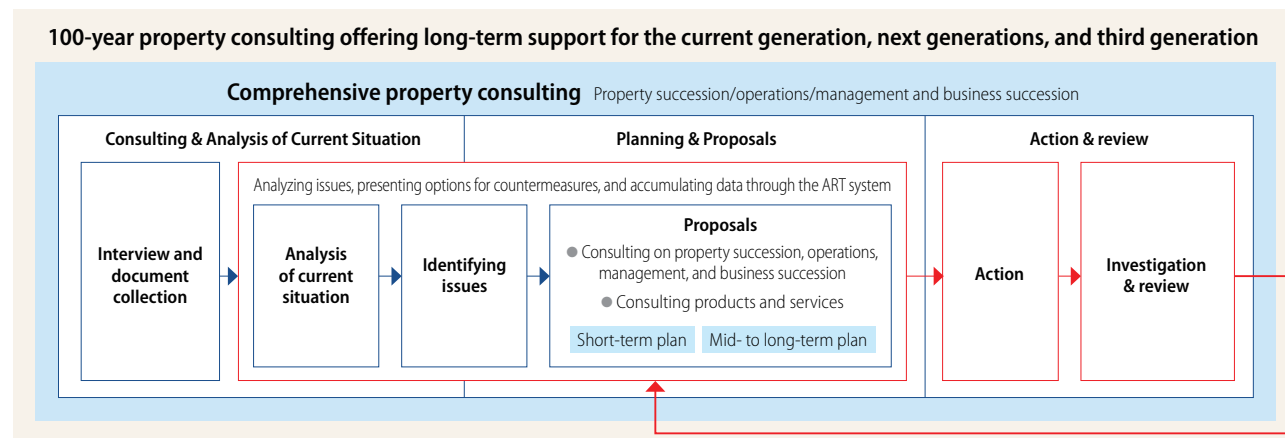 100-year property consulting offering long-term support for the current generation, next generations, and third generation
Comprehensive property consulting Property succession/operations/management and business succession
Consulting & Analysis of Current Situation
Planning & Proposals
Action & review
Analyzing issues, presenting options for countermeasures, and accumulating data through the ART system
Interview and
document
collection
Analysis
of current
situation
Identifying
issues
Proposals
● Consulting on property succession, operations,
management, and business succession
● Consulting products and services
Short-term plan
Mid- to long-term plan
Action
Investigation
& review